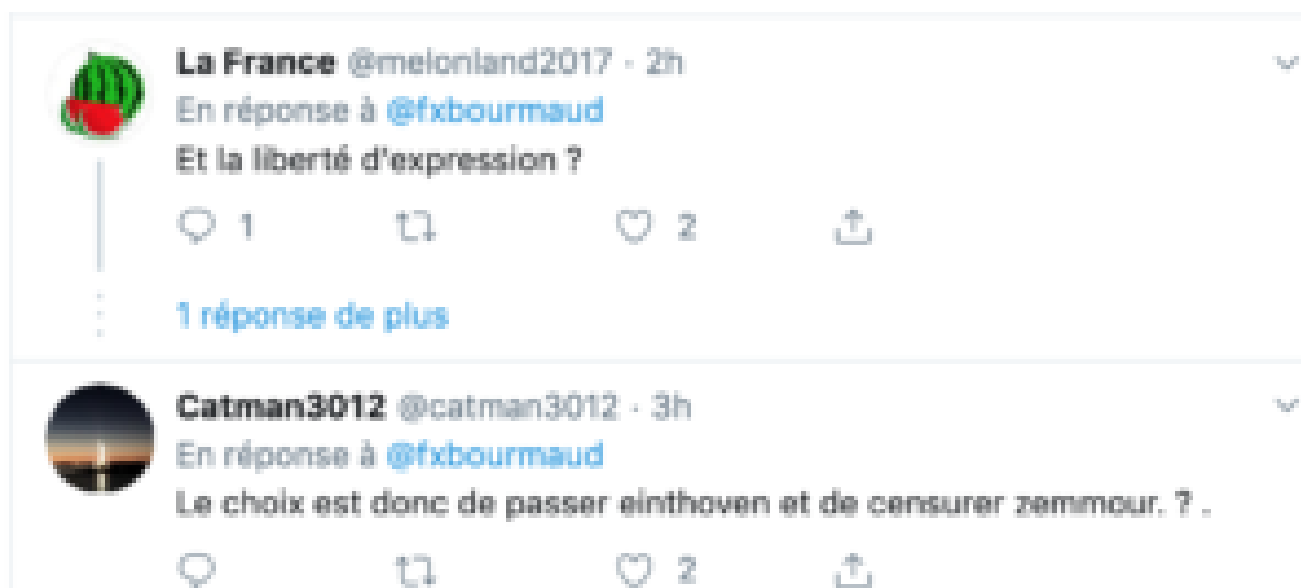 La France @melonland2017 · 2h
En réponse à @fxbourmaud
Et la liberté d'expression ?
1 2
1 réponse de plus
Catman3012 @catman3012 · 3h
En réponse à @fxbourmaud
Le choix est donc de passer einthoven et de censurer zemmour. ? .
2